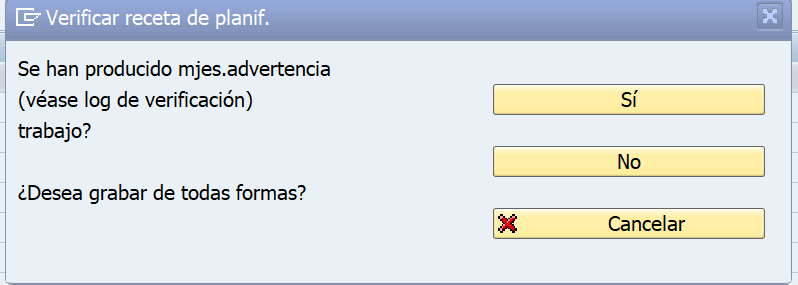 Verificar receta de planif.
Se han producido mjes.advertencia
(véase log de verificación)
trabajo?
¿Desea grabar de todas formas?
Sí
No
Cancelar